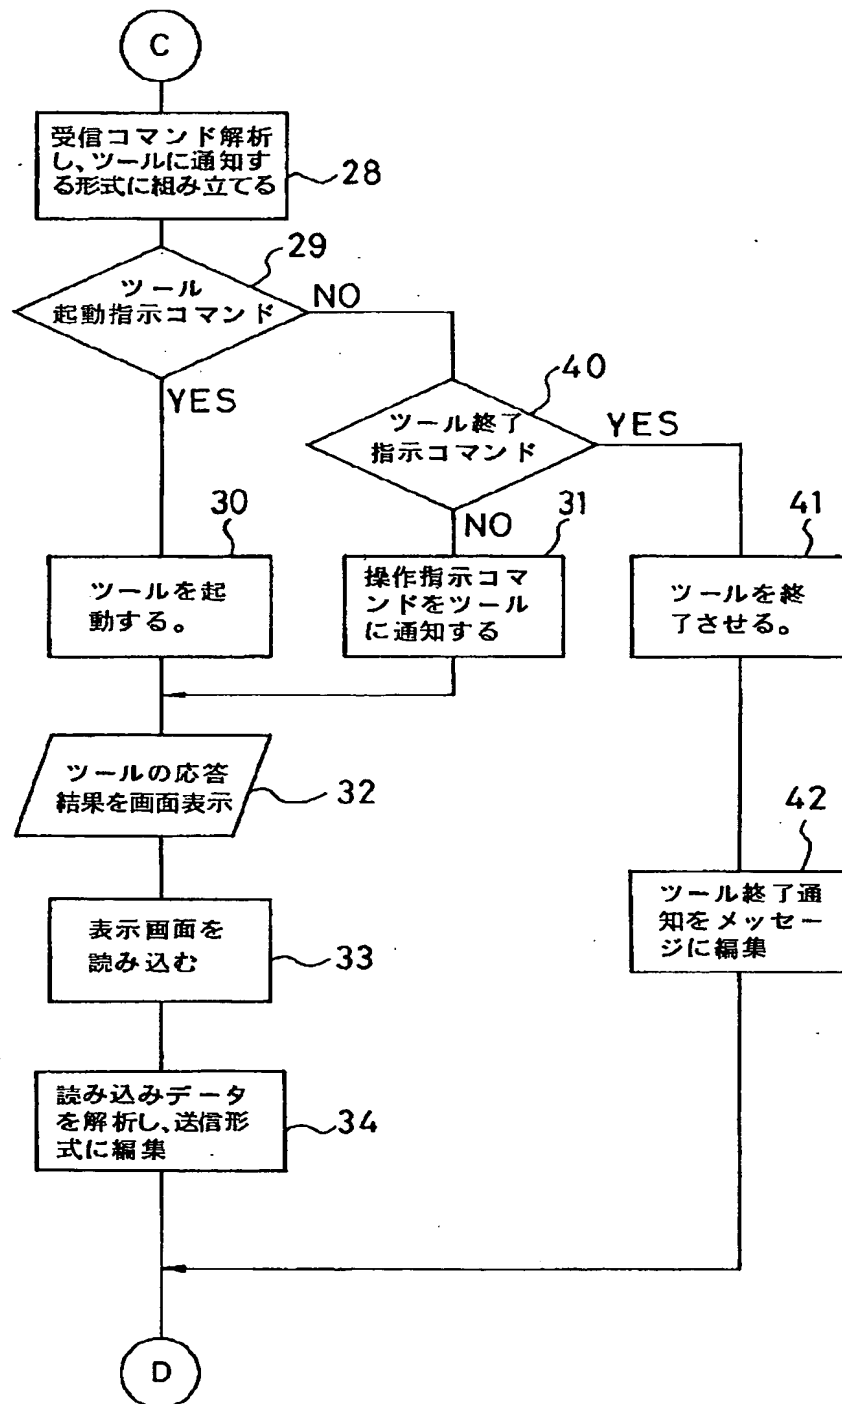 C
受信コマンド解析
し、ツールに通知す
る形式に組み立てる
28
29
ツール
起動指示コマンド
NO
YES
40
ツール終了
指示コマンド
YES
NO
30
ツールを起
動する。
31
操作指示コマ
ンドをツール
に通知する
41
ツールを終
了させる。
ツールの応答
結果を画面表示
32
42
ツール終了通
知をメッセー
ジに編集
表示画面を
読み込む
33
読み込みデータ
を解析し、送信形
式に編集
34
D